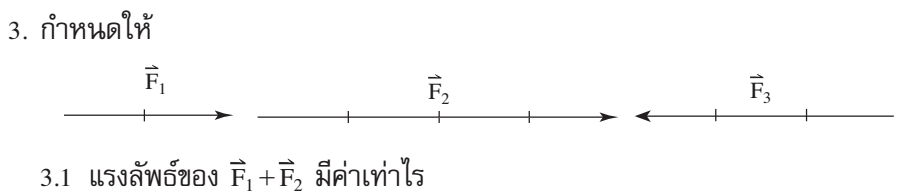 3. กำหนดให้
F⃗₁ F⃗₂ F⃗₃
3.1 แรงลัพธ์ของ F⃗₁+F⃗₂ มีค่าเท่าไร